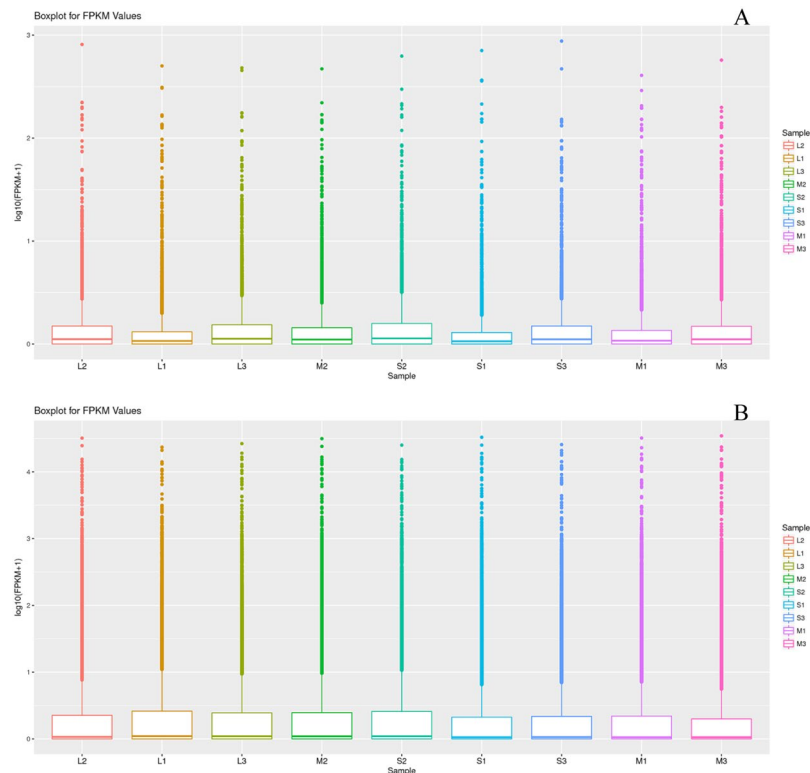 Boxplot for FPKM Values
A
3
2
1
0
log10(FPKM+1)
L2 L1 L3 M2 S2 S1 S3 M1 M3
Sample
Sample
L2
L1
L3
M2
S2
S1
S3
M1
M3
Boxplot for FPKM Values
B
4
3
2
1
0
log10(FPKM+1)
L2 L1 L3 M2 S2 S1 S3 M1 M3
Sample
Sample
L2
L1
L3
M2
S2
S1
S3
M1
M3